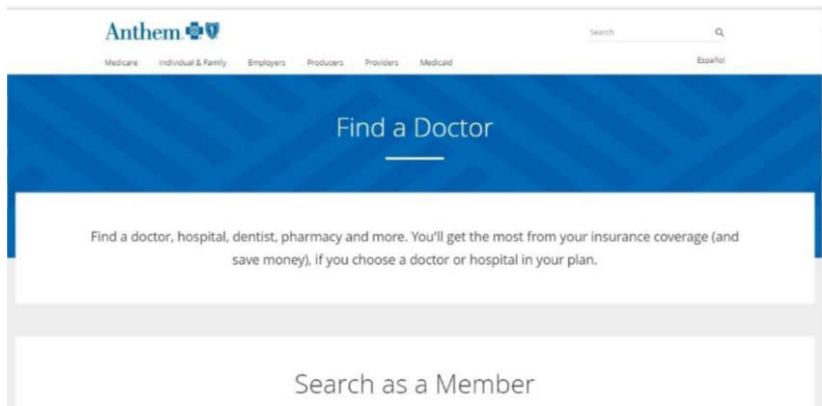 Anthem
Search
Medicare Individual & Family Employers Producers Providers Medicaid
Español
Find a Doctor
Find a doctor, hospital, dentist, pharmacy and more. You'll get the most from your insurance coverage (and
save money), if you choose a doctor or hospital in your plan.
Search as a Member